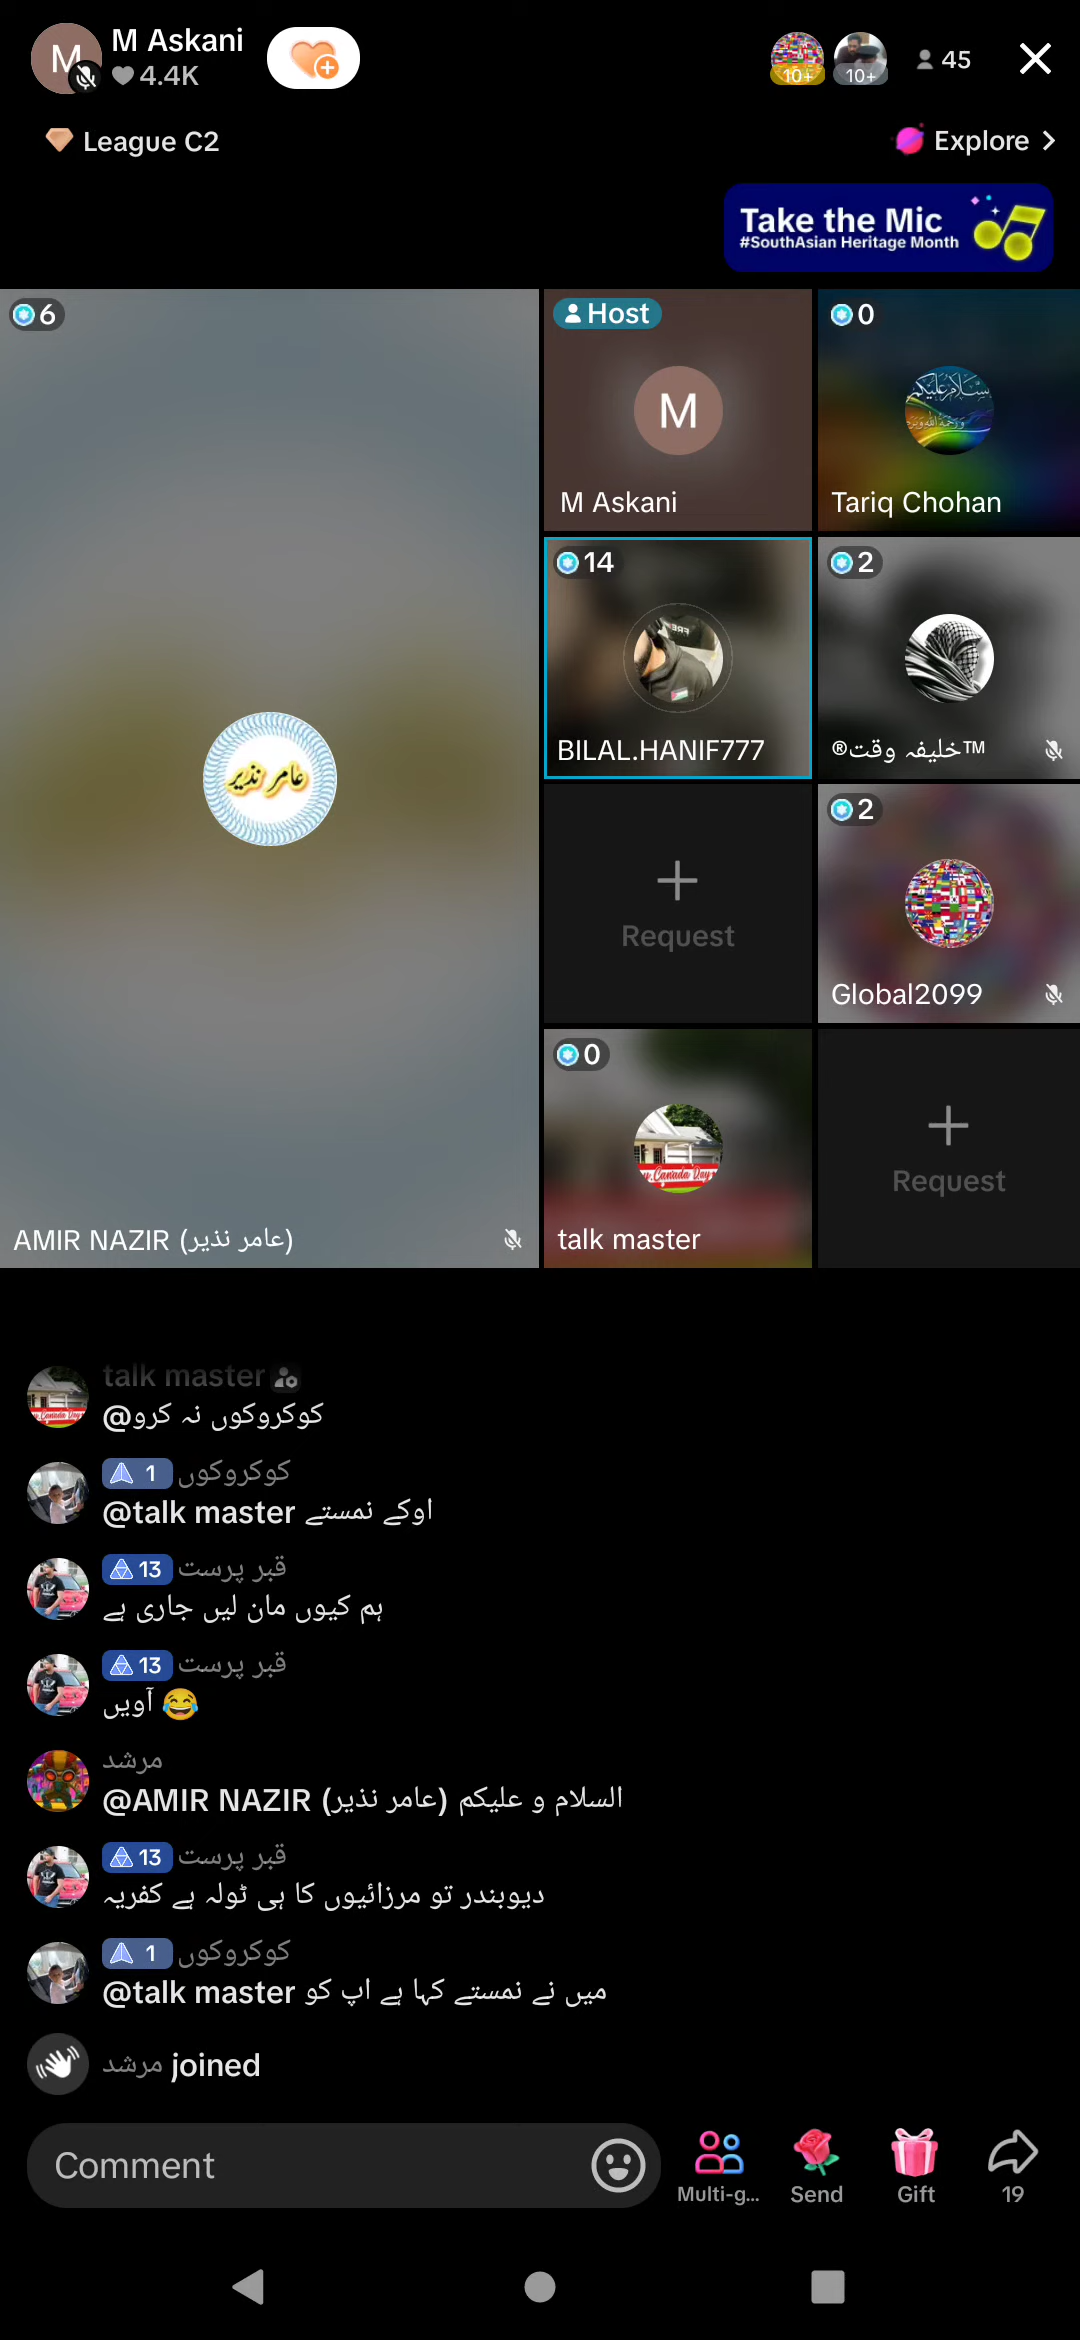 M Askani
4.4K
10+
10+
45
League C2
Explore
Take the Mic
#SouthAsian Heritage Month
6
Host
M
M Askani
0
Tariq Chohan
14
BILAL.HANIF777
2
®خلیفہ وقت™
عامر نذیر
AMIR NAZIR (عامر نذیر)
Request
2
Global2099
0
Canada Day
talk master
Request
talk master
@کوکروکوں نہ کرو
1 کوکروکوں
@talk master اوکے نمستے
13 قبر پرست
ہم کیوں مان لیں جاری ہے
13 قبر پرست
آویں 😂
مرشد
@AMIR NAZIR (عامر نذیر) السلام و علیکم
13 قبر پرست
دیوبندر تو مرزائیوں کا ہی ٹولہ ہے کفریہ
1 کوکروکوں
@talk master میں نے نمستے کہا ہے اپ کو
مرشد joined
Comment
Multi-g...
Send
Gift
19